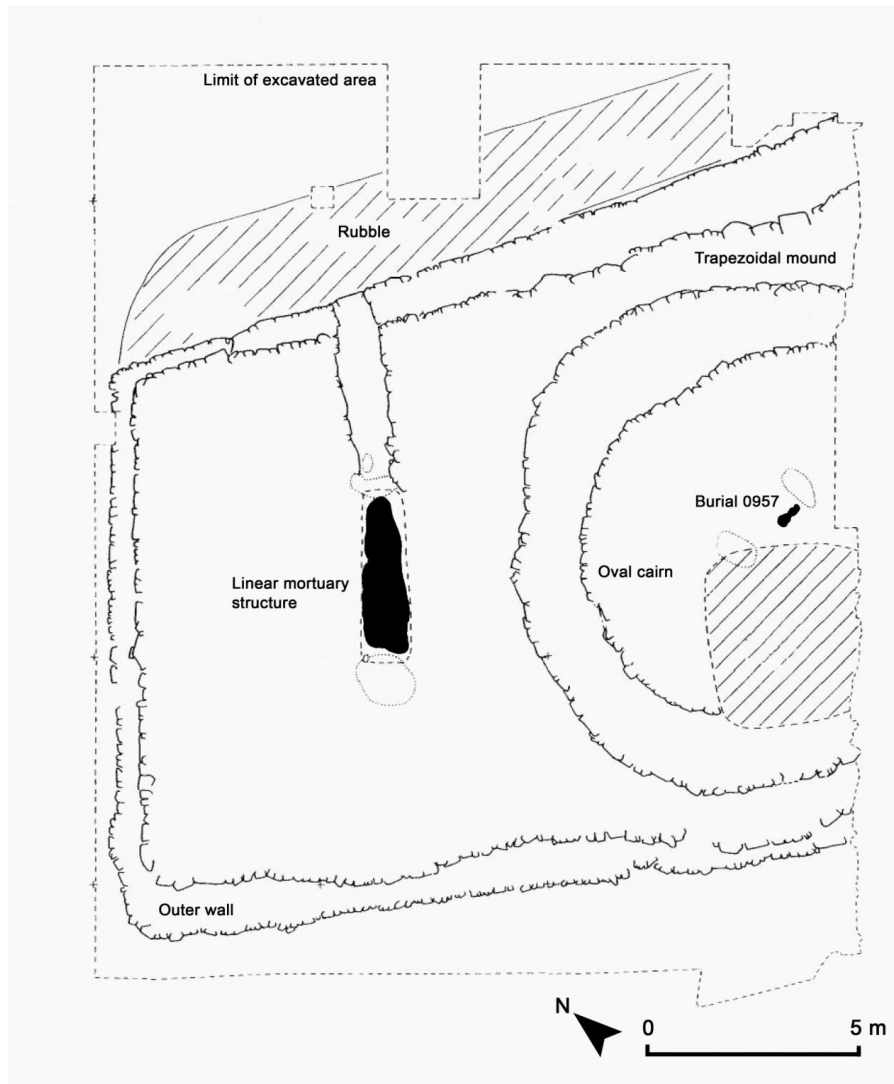 Limit of excavated area
Rubble
Trapezoidal mound
Burial 0957
Oval cairn
Linear mortuary
structure
Outer wall
N
0
5 m